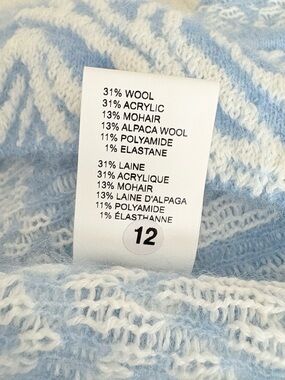 31% WOOL
31% ACRYLIC
13% MOHAIR
13% ALPACA WOOL
11% POLYAMIDE
1% ELASTANE
31% LAINE
31% ACRYLIQUE
13% MOHAIR
13% LAINE D'ALPAGA
11% POLYAMIDE
1% ÉLASTHANNE
12